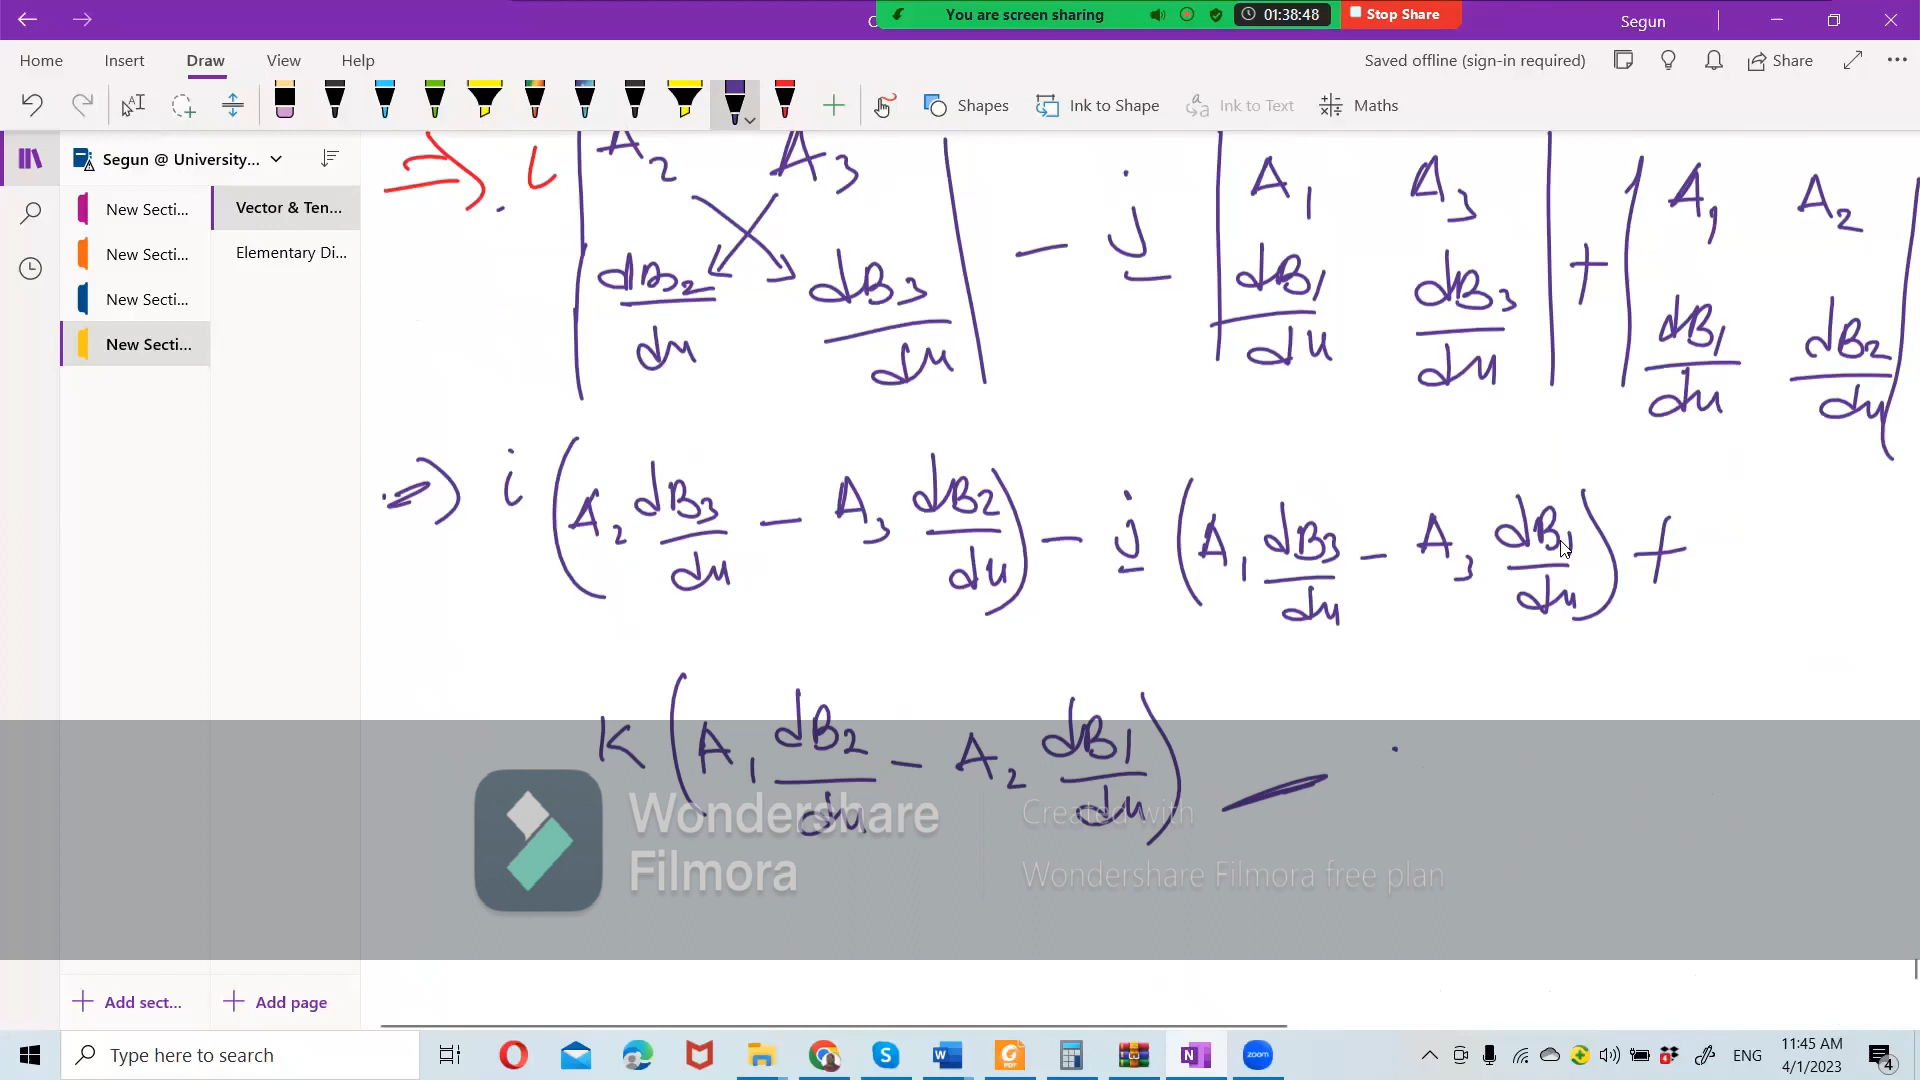 You are screen sharing 01:38:48 Stop Share
Segun
Home Insert Draw View Help Saved offline (sign-in required) Share
Shapes Ink to Shape Ink to Text Maths
Segun @ University...
New Secti... Vector & Ten...
New Secti... Elementary Di...
New Secti...
New Secti...
⇒ i | A2 A3 | - j | A1 A3 | + | A1 A2 |
dB2/du dB3/du dB1/du dB3/du dB1/du dB2/du
⇒ i (A2 dB3/du - A3 dB2/du) - j (A1 dB3/du - A3 dB1/du) +
K (A1 dB2/du - A2 dB1/du) -
Wondershare Filmora
Created with
Wondershare Filmora free plan
Add sect... Add page
Type here to search
W N zoom
ENG
11:45 AM
4/1/2023
4